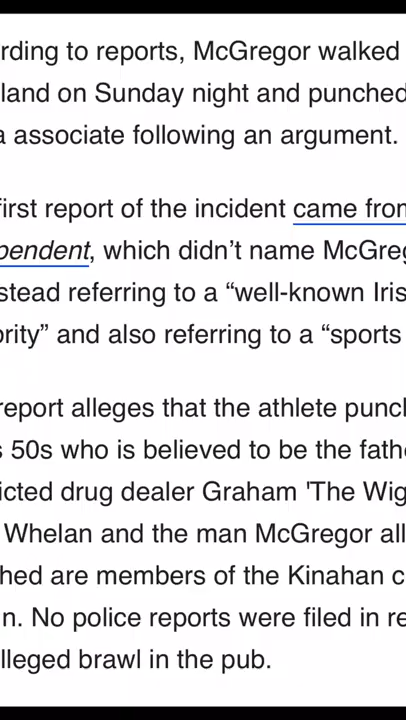 rding to reports, McGregor walked
land on Sunday night and punched
a associate following an argument.
first report of the incident came from
pendent, which didn’t name McGreg
stead referring to a “well-known Iris
ority” and also referring to a “sports
report alleges that the athlete punc
s 50s who is believed to be the fathe
icted drug dealer Graham 'The Wig
Whelan and the man McGregor all
hed are members of the Kinahan c
n. No police reports were filed in re
lleged brawl in the pub.